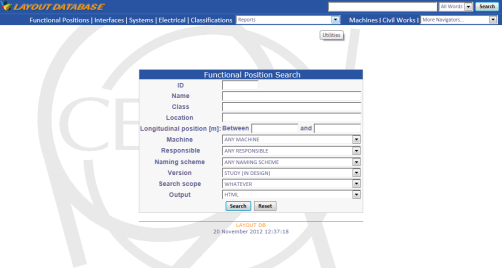 LAYOUT DATABASE
All Words Search
Functional Positions | Interfaces | Systems | Electrical | Classifications Reports Machines | Civil Works | More Navigators...
Utilities
Functional Position Search
ID
Name
Class
Location
Longitudinal position [m]: Between and
Machine ANY MACHINE
Responsible ANY RESPONSIBLE
Naming scheme ANY NAMING SCHEME
Version STUDY (IN DESIGN)
Search scope WHATEVER
Output HTML
Search Reset
LAYOUT DB
20 November 2012 12:37:18